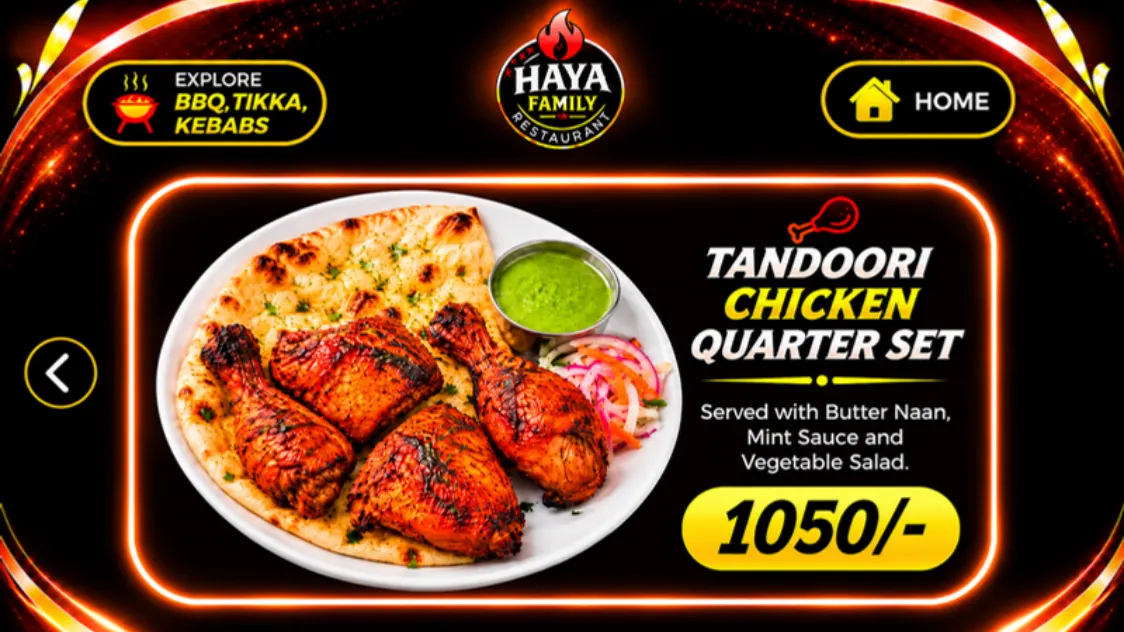 EXPLORE
BBQ,TIKKA,
KEBABS
HAYA
FAMILY
RESTAURANT
HOME
TANDOORI
CHICKEN
QUARTER SET
Served with Butter Naan,
Mint Sauce and
Vegetable Salad.
1050/-